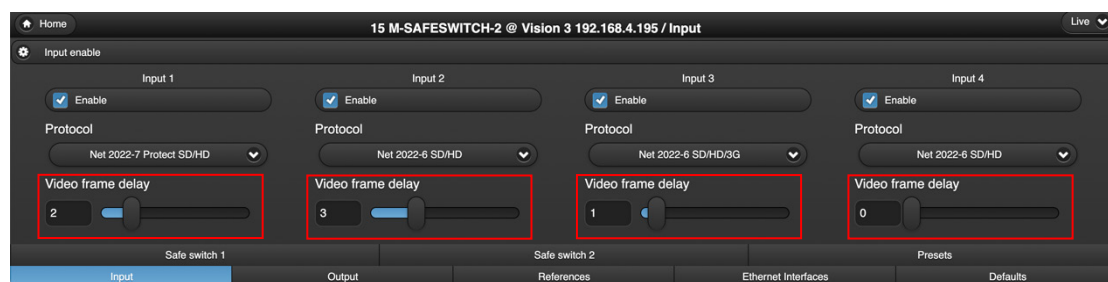 Home
15 M-SAFESWITCH-2 @ Vision 3 192.168.4.195 / Input
Live
Input enable
Input 1
Input 2
Input 3
Input 4
Enable
Enable
Enable
Enable
Protocol
Protocol
Protocol
Protocol
Net 2022-7 Protect SD/HD
Net 2022-6 SD/HD
Net 2022-6 SD/HD/3G
Net 2022-6 SD/HD
Video frame delay
Video frame delay
Video frame delay
Video frame delay
2
3
1
0
Safe switch 1
Safe switch 2
Presets
Input
Output
References
Ethernet Interfaces
Defaults